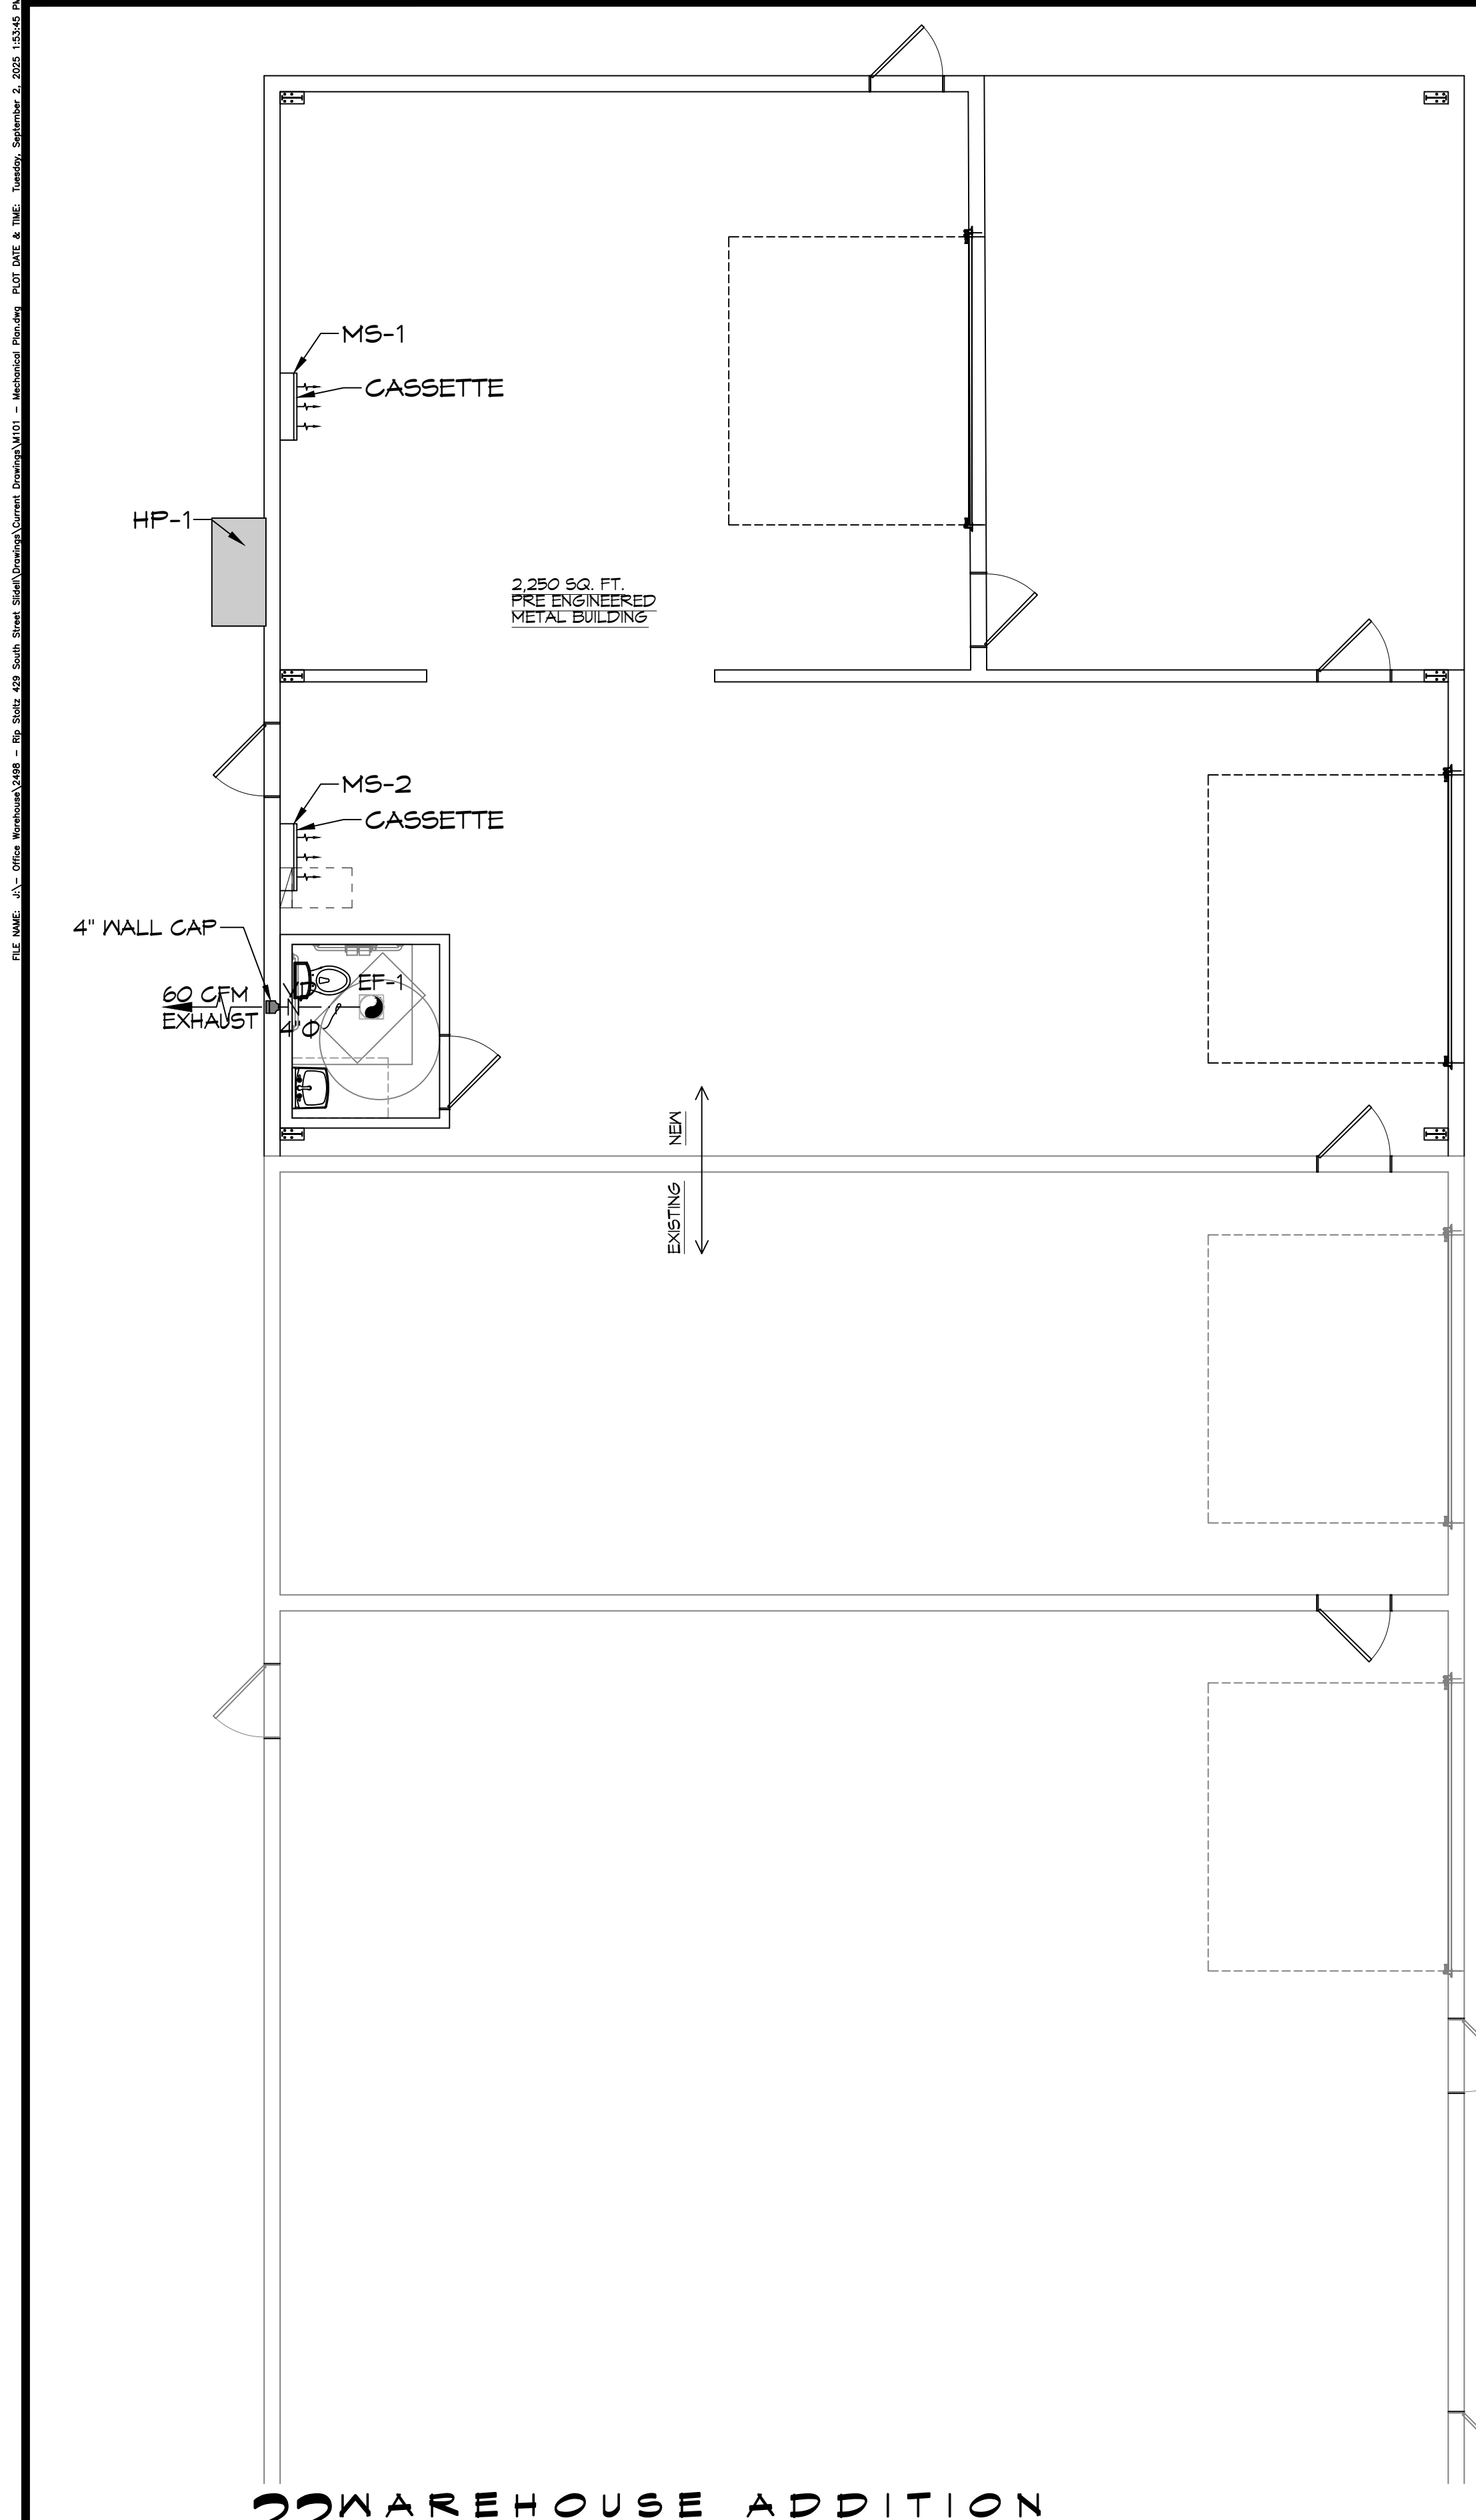 MS-1
CASSETTE
HP-1
2,250 SQ. FT.
PRE ENGINEERED
METAL BUILDING
MS-2
CASSETTE
4" WALL CAP
EF-1
60 CFM
EXHAUST
4"Ø
NEW
EXISTING
WAREHOUSE ADDITION
FILE NAME: J:\- Office Warehouse\2498 - Rip Stoltz 429 South Street Slidell\Drawings\Current Drawings\M101 - Mechanical Plan.dwg PLOT DATE & TIME: Tuesday, September 2, 2025 1:53:45 PM